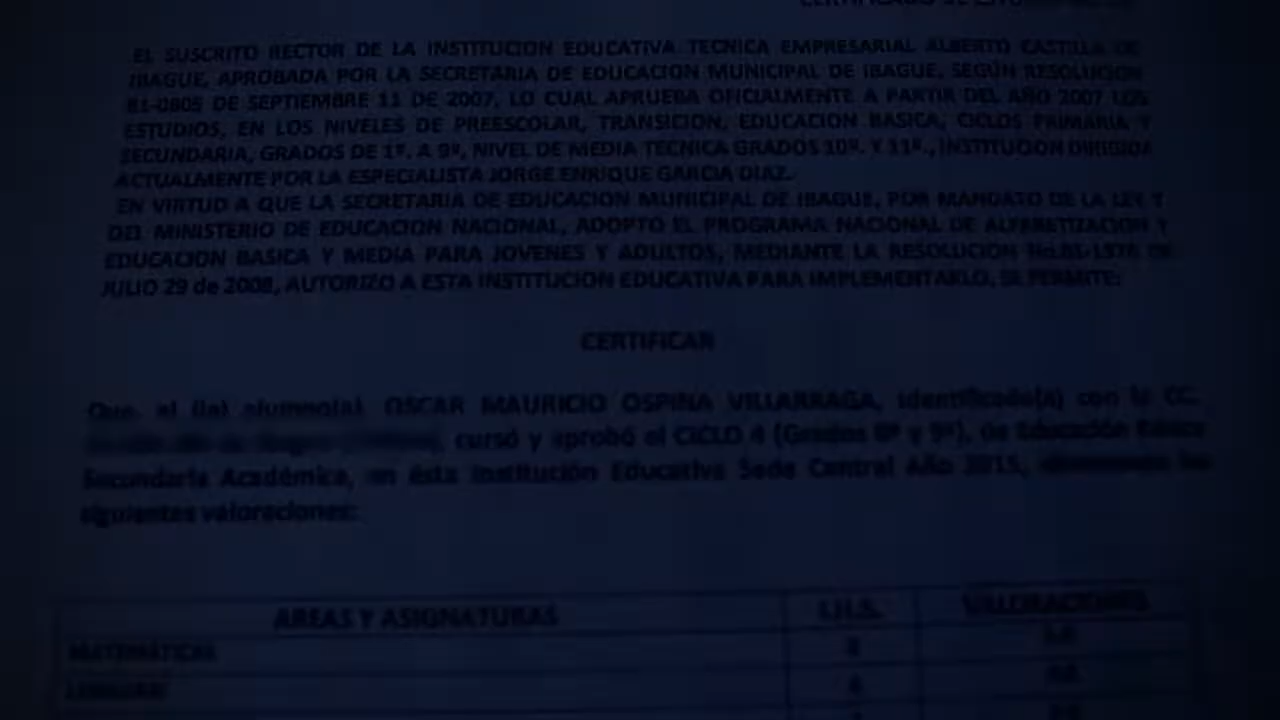 EL SUSCRITO RECTOR DE LA INSTITUCION EDUCATIVA TECNICA EMPRESARIAL ALBERTO CASTILLA DE
IBAGUE, APROBADA POR LA SECRETARIA DE EDUCACION MUNICIPAL DE IBAGUE, SEGÚN RESOLUCION
DE SEPTIEMBRE 11 DE 2007, LO CUAL APRUEBA OFICIALMENTE A PARTIR DEL AÑO 2007 LOS
ESTUDIOS, EN LOS NIVELES DE PREESCOLAR, TRANSICION, EDUCACION BASICA, CICLOS PRIMARIA Y
SECUNDARIA, GRADOS DE 1º. A 9º, NIVEL DE MEDIA TECNICA GRADOS 10º. Y 11º., INSTITUCION DIRIGIDA
ACTUALMENTE POR LA ESPECIALISTA JORGE ENRIQUE GARCIA DIAZ.
EN VIRTUD A QUE LA SECRETARIA DE EDUCACION MUNICIPAL DE IBAGUE, POR MANDATO DE LA LEY Y
DEL MINISTERIO DE EDUCACION NACIONAL, ADOPTO EL PROGRAMA NACIONAL DE ALFABETIZACION Y
EDUCACION BASICA Y MEDIA PARA JOVENES Y ADULTOS, MEDIANTE LA RESOLUCION
JULIO 29 de 2008, AUTORIZO A ESTA INSTITUCION EDUCATIVA PARA IMPLEMENTARLO, SE PERMITE:
CERTIFICAR
Que, el (la) alumno(a), OSCAR MAURICIO OSPINA VILLARRAGA, identificado(a) con la CC.
cursó y aprobó el CICLO 4 (Grados 8º y 9º), de Educación Básica
Secundaria Académica, en ésta Institución Educativa Sede Central Año 2015,
siguientes valoraciones:
AREAS Y ASIGNATURAS I.H.S. VALORACIONES
MATEMÁTICAS